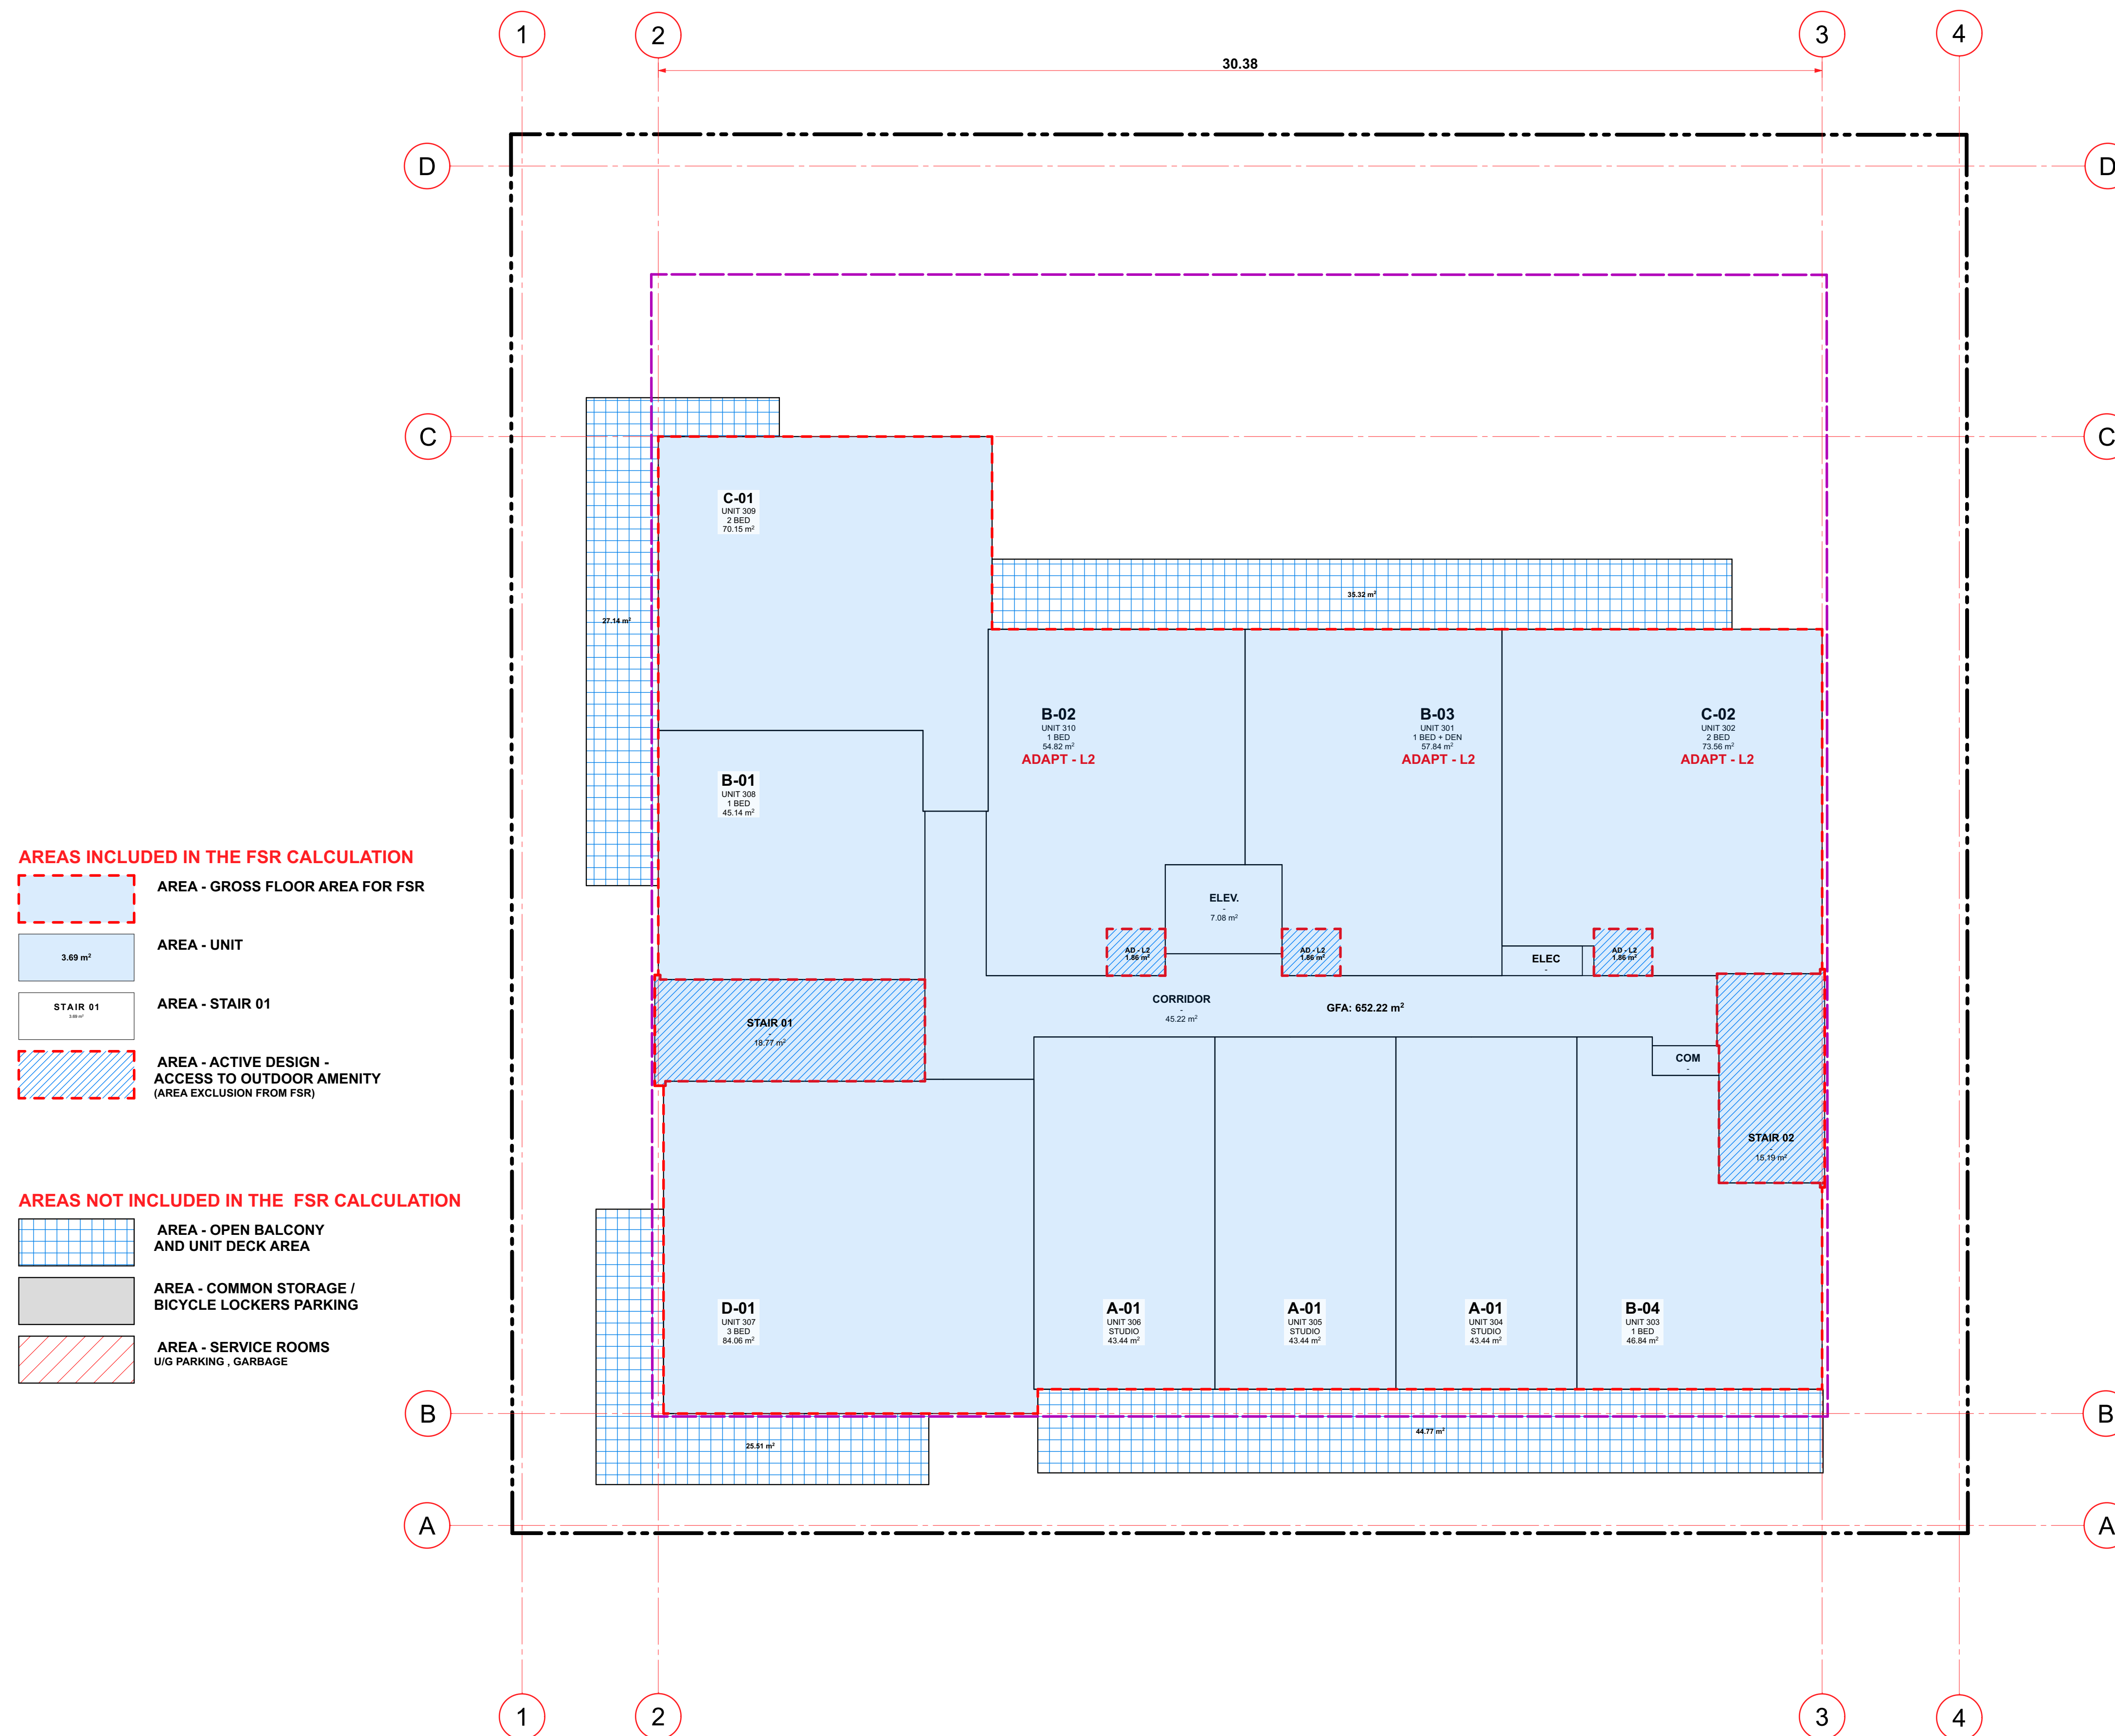 1
2
3
4
30.38
D
D
C
C
C-01
UNIT 309
2 BED
70.15 m²
35.32 m²
27.14 m²
B-02
UNIT 310
1 BED
54.82 m²
ADAPT - L2
B-03
UNIT 301
1 BED + DEN
57.84 m²
ADAPT - L2
C-02
UNIT 302
2 BED
73.56 m²
ADAPT - L2
B-01
UNIT 308
1 BED
45.14 m²
ELEV.
-
7.08 m²
AD - L2
1.86 m²
AD - L2
1.86 m²
AD - L2
1.86 m²
ELEC
-
CORRIDOR
-
45.22 m²
GFA: 652.22 m²
STAIR 01
-
18.77 m²
COM
-
STAIR 02
-
15.19 m²
D-01
UNIT 307
3 BED
84.06 m²
A-01
UNIT 306
STUDIO
43.44 m²
A-01
UNIT 305
STUDIO
43.44 m²
A-01
UNIT 304
STUDIO
43.44 m²
B-04
UNIT 303
1 BED
46.84 m²
25.51 m²
44.77 m²
B
B
A
A
1
2
3
4
AREAS INCLUDED IN THE FSR CALCULATION
AREA - GROSS FLOOR AREA FOR FSR
3.69 m²
AREA - UNIT
STAIR 01
3.69 m²
AREA - STAIR 01
AREA - ACTIVE DESIGN -
ACCESS TO OUTDOOR AMENITY
(AREA EXCLUSION FROM FSR)
AREAS NOT INCLUDED IN THE FSR CALCULATION
AREA - OPEN BALCONY
AND UNIT DECK AREA
AREA - COMMON STORAGE /
BICYCLE LOCKERS PARKING
AREA - SERVICE ROOMS
U/G PARKING , GARBAGE